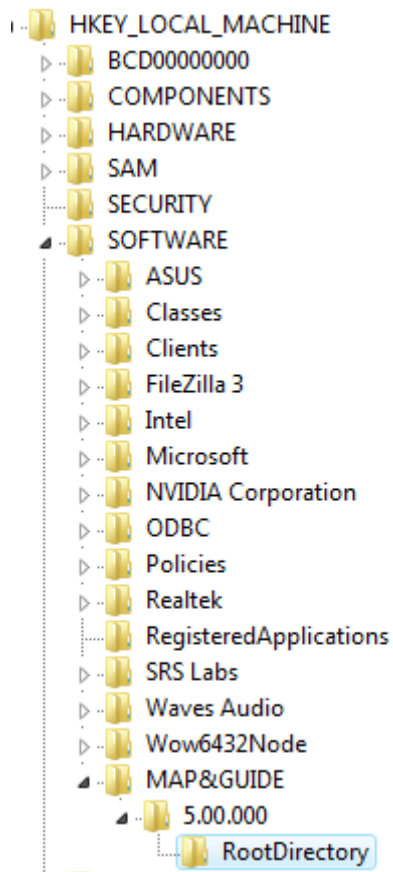 HKEY_LOCAL_MACHINE
BCD00000000
COMPONENTS
HARDWARE
SAM
SECURITY
SOFTWARE
ASUS
Classes
Clients
FileZilla 3
Intel
Microsoft
NVIDIA Corporation
ODBC
Policies
Realtek
RegisteredApplications
SRS Labs
Waves Audio
Wow6432Node
MAP&GUIDE
5.00.000
RootDirectory